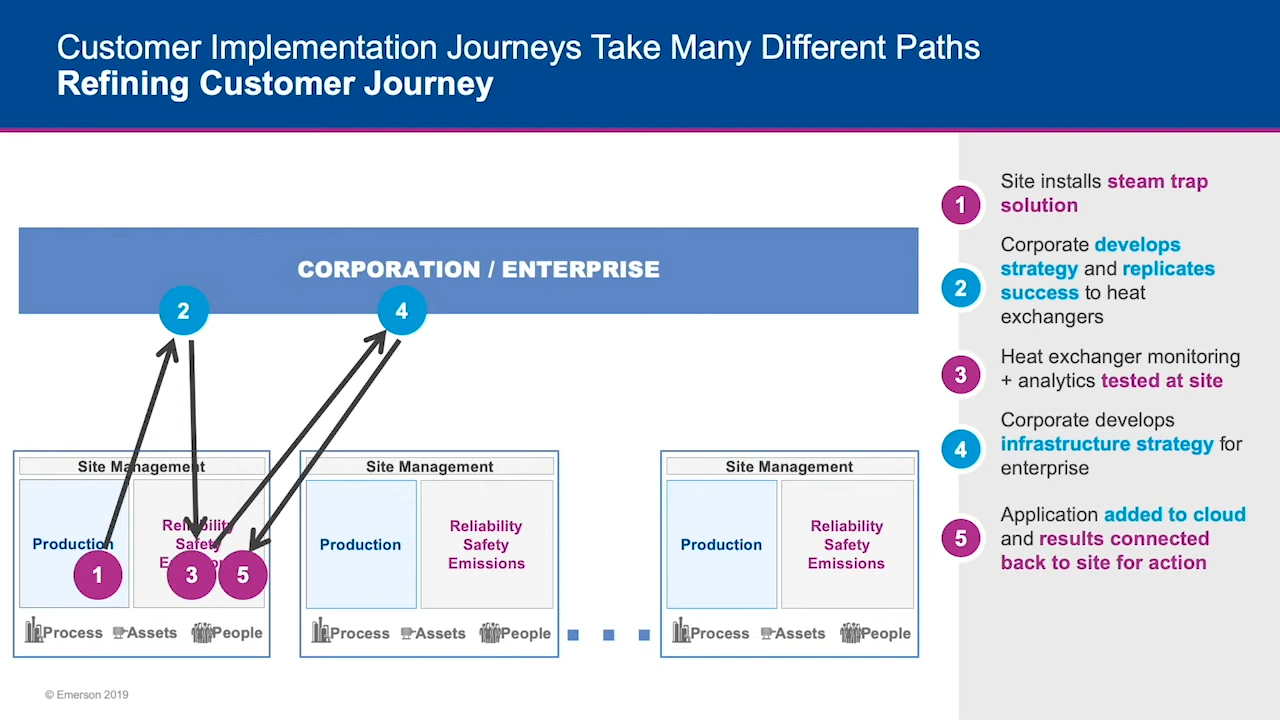 Customer Implementation Journeys Take Many Different Paths
Refining Customer Journey
CORPORATION / ENTERPRISE
2
4
Site Management
Production
Reliability
Safety
Emissions
1
3
5
Process
Assets
People
Site Management
Production
Reliability
Safety
Emissions
Process
Assets
People
Site Management
Production
Reliability
Safety
Emissions
Process
Assets
People
1
Site installs steam trap
solution
2
Corporate develops
strategy and replicates
success to heat
exchangers
3
Heat exchanger monitoring
+ analytics tested at site
4
Corporate develops
infrastructure strategy for
enterprise
5
Application added to cloud
and results connected
back to site for action
© Emerson 2019